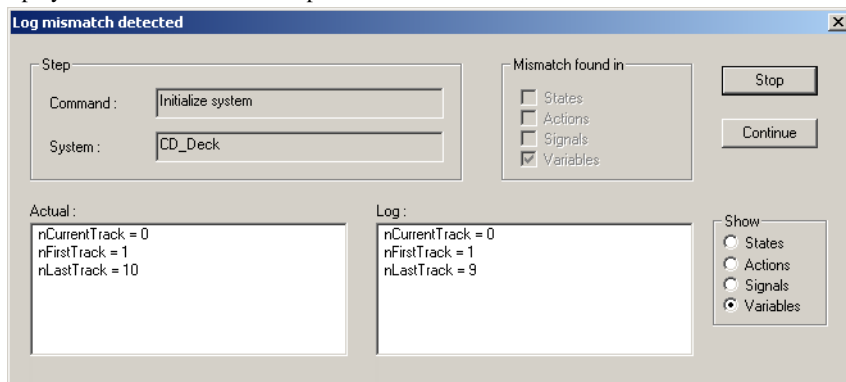 Log mismatch detected
Step
Command :
Initialize system
System :
CD_Deck
Mismatch found in
States
Actions
Signals
Variables
Stop
Continue
Actual :
nCurrentTrack = 0
nFirstTrack = 1
nLastTrack = 10
Log :
nCurrentTrack = 0
nFirstTrack = 1
nLastTrack = 9
Show
States
Actions
Signals
Variables